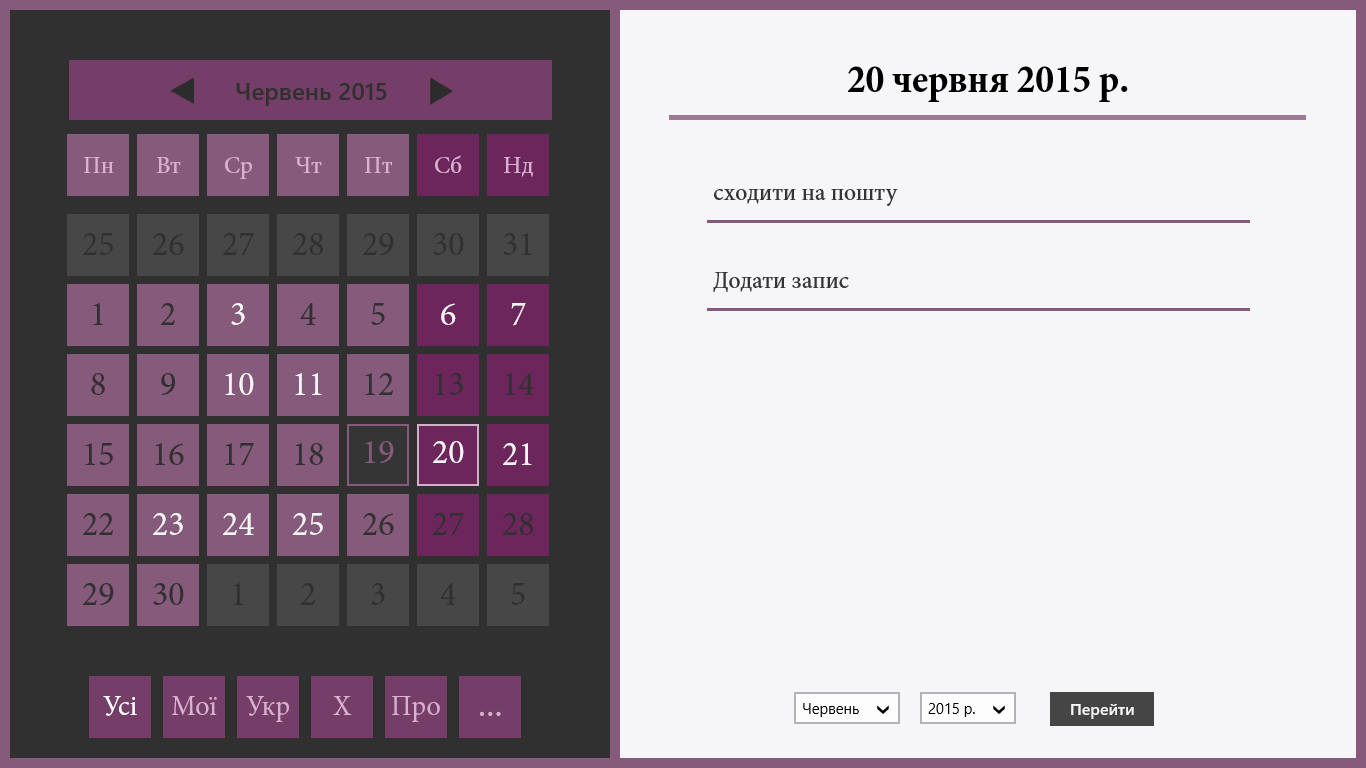 Червень 2015
Пн Вт Ср Чт Пт Сб Нд
25 26 27 28 29 30 31
1 2 3 4 5 6 7
8 9 10 11 12 13 14
15 16 17 18 19 20 21
22 23 24 25 26 27 28
29 30 1 2 3 4 5
Усі Мої Укр Х Про ...
20 червня 2015 р.
сходити на пошту
Додати запис
Червень 2015 р. Перейти